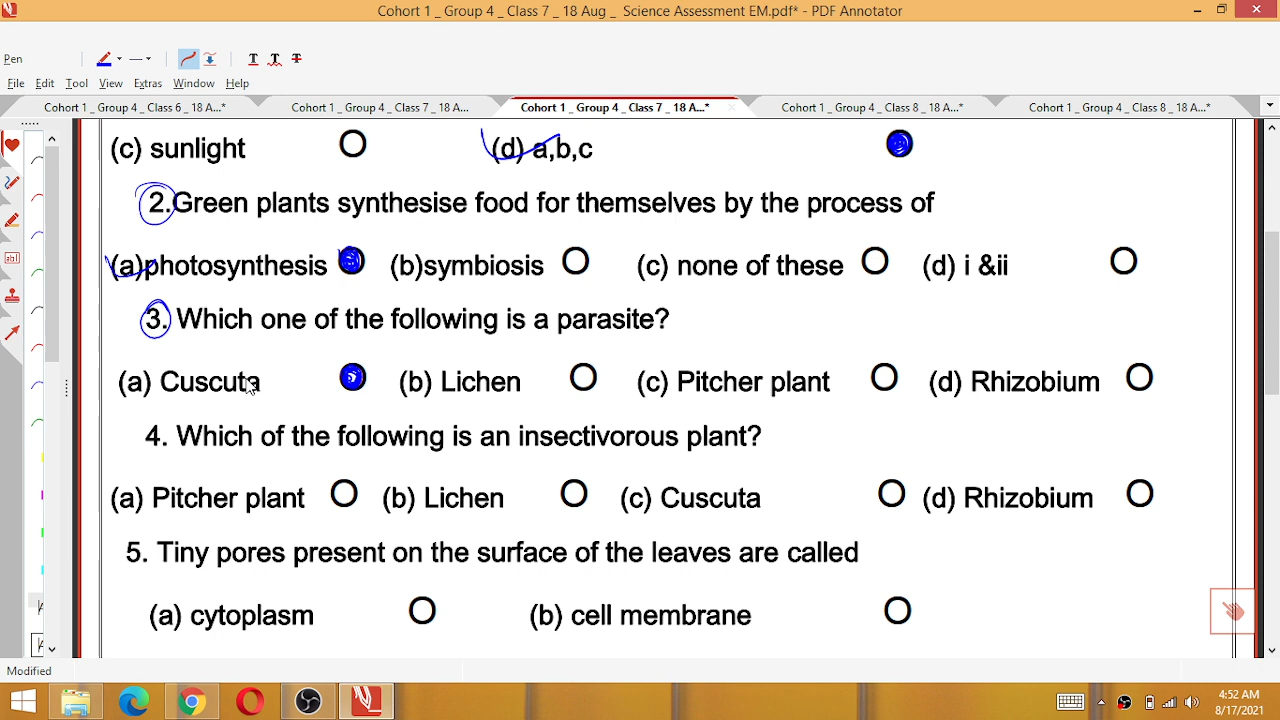 Cohort 1 _ Group 4 _ Class 7 _ 18 Aug _ Science Assessment EM.pdf* - PDF Annotator
Pen
T T T
File Edit Tool View Extras Window Help
Cohort 1 _ Group 4 _ Class 6 _ 18 A...* Cohort 1 _ Group 4 _ Class 7 _ 18 A... Cohort 1 _ Group 4 _ Class 7 _ 18 A...* Cohort 1 _ Group 4 _ Class 8 _ 18 A...* Cohort 1 _ Group 4 _ Class 8 _ 18 A...*
(c) sunlight O (d) a,b,c
2.Green plants synthesise food for themselves by the process of
(a)photosynthesis (b)symbiosis O (c) none of these O (d) i &ii O
3. Which one of the following is a parasite?
(a) Cuscuta (b) Lichen O (c) Pitcher plant O (d) Rhizobium O
4. Which of the following is an insectivorous plant?
(a) Pitcher plant O (b) Lichen O (c) Cuscuta O (d) Rhizobium O
5. Tiny pores present on the surface of the leaves are called
(a) cytoplasm O (b) cell membrane O
Modified
4:52 AM
8/17/2021